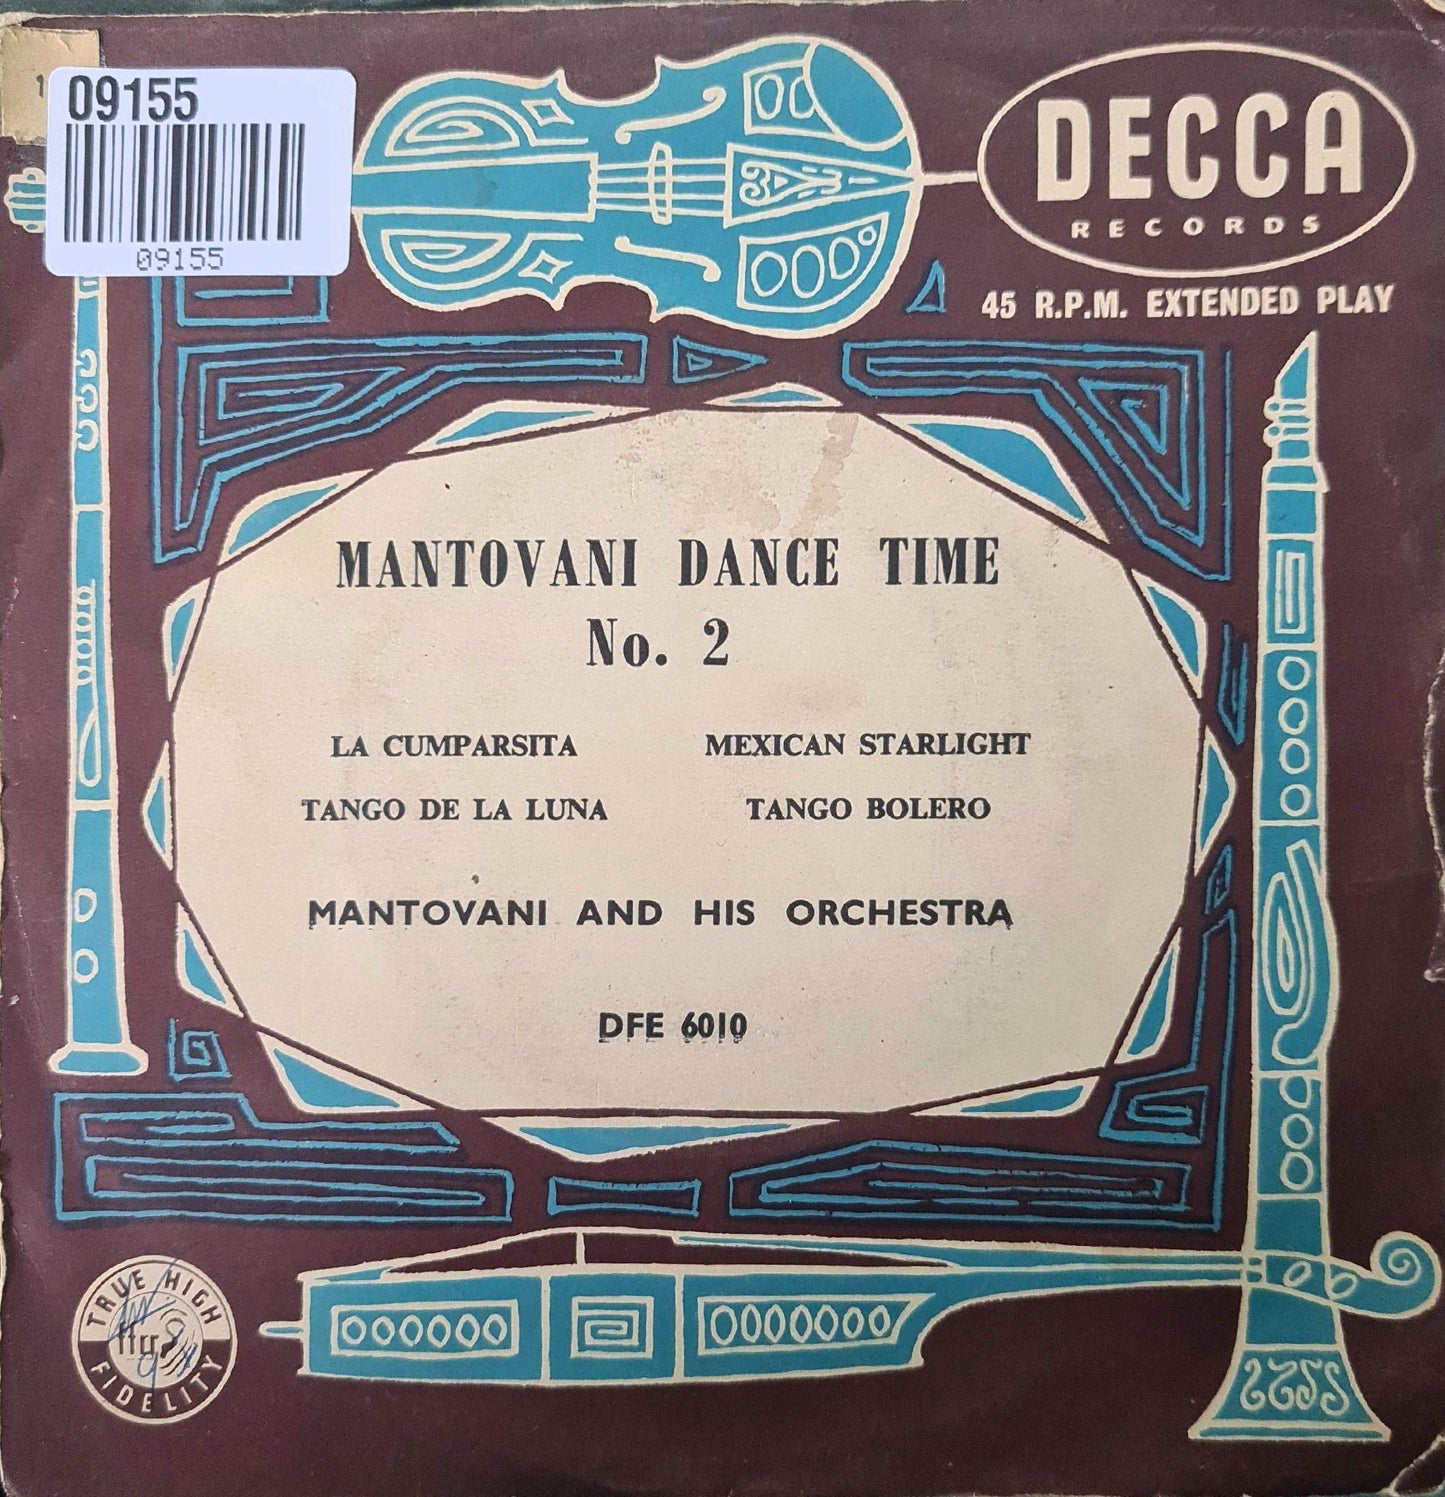 09155
09155
DECCA
RECORDS
45 R.P.M. EXTENDED PLAY
MANTOVANI DANCE TIME
No. 2
LA CUMPARSITA
MEXICAN STARLIGHT
TANGO DE LA LUNA
TANGO BOLERO
MANTOVANI AND HIS ORCHESTRA
DFE 6010
TRUE HIGH
ffrr
FIDELITY